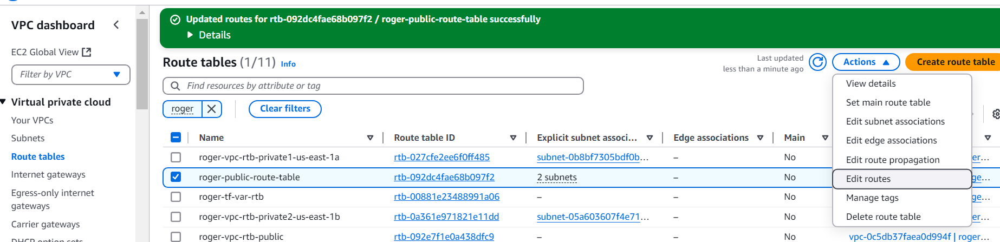 VPC dashboard
EC2 Global View
Filter by VPC
Virtual private cloud
Your VPCs
Subnets
Route tables
Internet gateways
Egress-only internet
gateways
Carrier gateways
DHCP option sets
Updated routes for rtb-092dc4fae68b097f2 / roger-public-route-table successfully
Details
Route tables (1/11) Info
Last updated
less than a minute ago
Actions
Create route table
Find resources by attribute or tag
roger
Clear filters
View details
Set main route table
Edit subnet associations
Edit edge associations
Edit route propagation
Edit routes
Manage tags
Delete route table
Name Route table ID Explicit subnet associ... Edge associations Main
roger-vpc-rtb-private1-us-east-1a rtb-027cfe2ee6f0ff485 subnet-0b8bf7305bdf0b... – No er...
roger-public-route-table rtb-092dc4fae68b097f2 2 subnets – No ge...
roger-tf-var-rtb rtb-00881e23488991a06 – – No ge...
roger-vpc-rtb-private2-us-east-1b rtb-0a361e971821e11dd subnet-05a603607f4e71... – No er...
roger-vpc-rtb-public rtb-092e7f1e0a438dfc9 – – No vpc-0c5db37faea0d994f | roger...